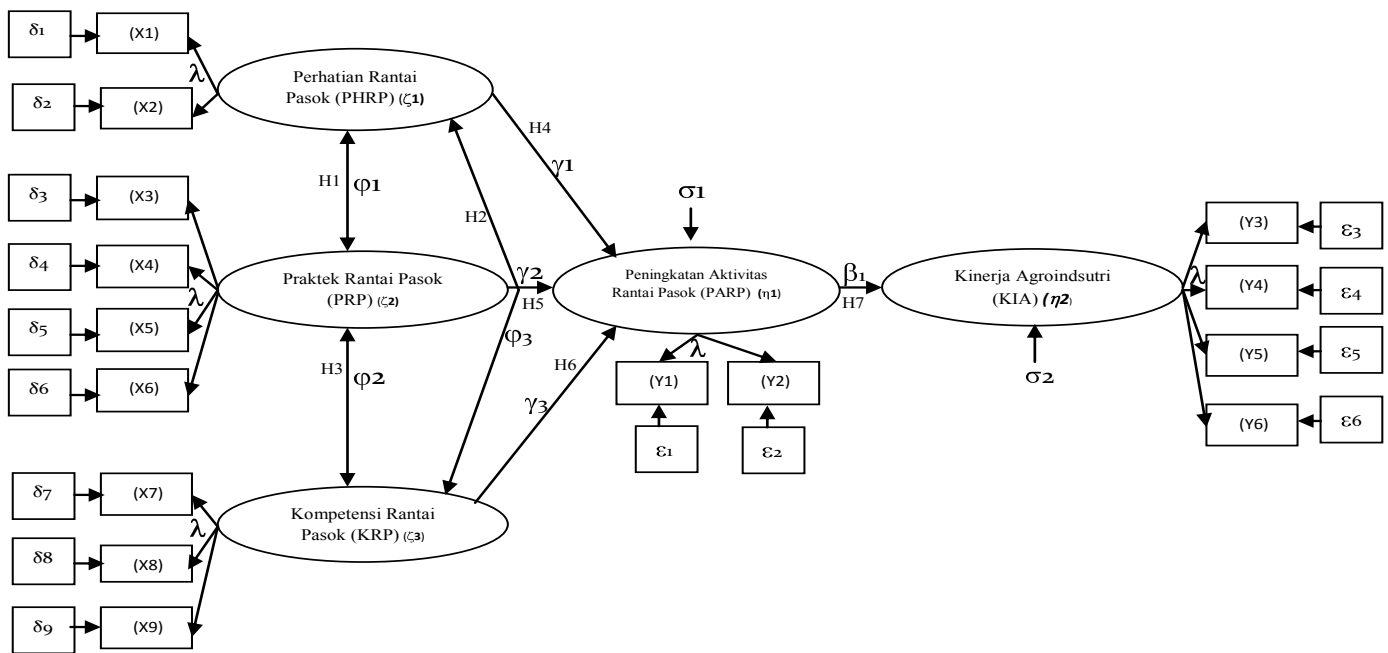 δ1
(X1)
λ
δ2
(X2)
Perhatian Rantai
Pasok (PHRP) (ζ1)
H4
γ1
H1
φ1
H2
δ3
(X3)
δ4
(X4)
λ
δ5
(X5)
δ6
(X6)
Praktek Rantai Pasok
(PRP) (ζ2)
γ2
H5
σ1
Peningkatan Aktivitas
Rantai Pasok (PARP) (η1)
β1
H7
Kinerja Agroindsutri
(KIA) (η2)
σ2
λ
(Y3)
ε3
(Y4)
ε4
(Y5)
ε5
(Y6)
ε6
H3
φ2
φ3
H6
γ3
λ
(Y1)
(Y2)
ε1
ε2
δ7
(X7)
λ
δ8
(X8)
δ9
(X9)
Kompetensi Rantai
Pasok (KRP) (ζ3)